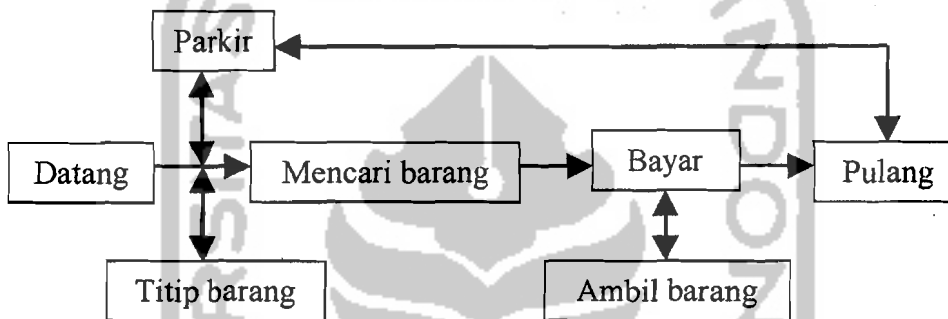 Parkir
Datang
Mencari barang
Bayar
Pulang
Titip barang
Ambil barang